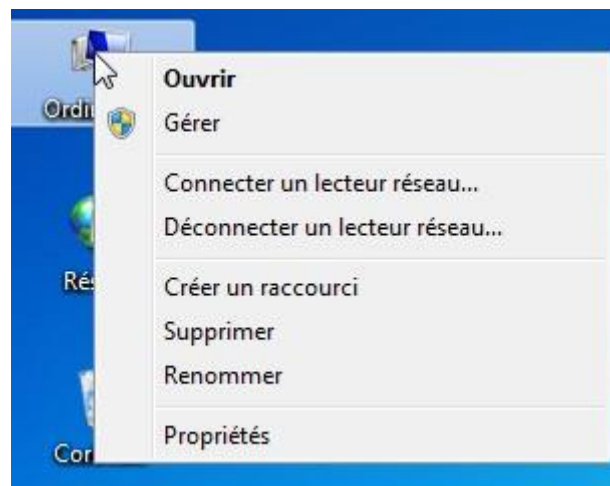 Ouvrir
Gérer
Connecter un lecteur réseau...
Déconnecter un lecteur réseau...
Créer un raccourci
Supprimer
Renommer
Propriétés